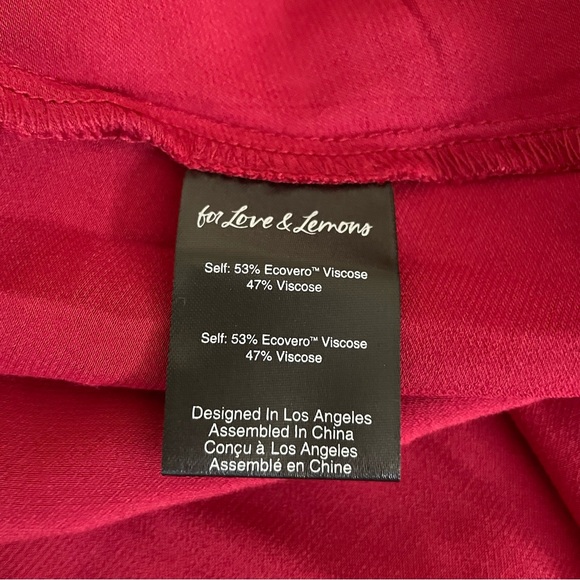 for Love & Lemons
Self: 53% Ecovero™ Viscose
47% Viscose
Self: 53% Ecovero™ Viscose
47% Viscose
Designed In Los Angeles
Assembled In China
Conçu à Los Angeles
Assemblé en Chine